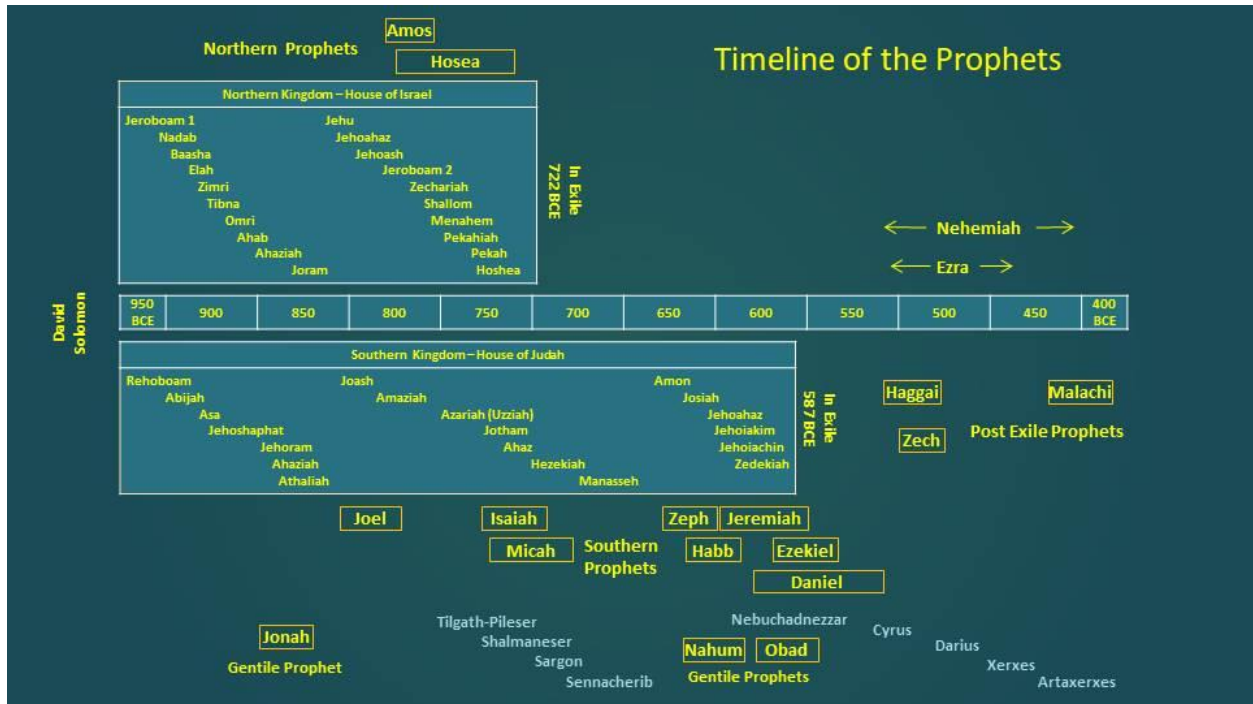 Timeline of the Prophets
Northern Prophets
Amos
Hosea
Northern Kingdom – House of Israel
Jeroboam 1
Nadab
Baasha
Elah
Zimri
Tibna
Omri
Ahab
Ahaziah
Joram
Jehu
Jehoahaz
Jehoash
Jeroboam 2
Zechariah
Shallom
Menahem
Pekahiah
Pekah
Hoshea
In Exile
722 BCE
Nehemiah
Ezra
David
Solomon
950 BCE
900
850
800
750
700
650
600
550
500
450
400 BCE
Southern Kingdom – House of Judah
Rehoboam
Abijah
Asa
Jehoshaphat
Jehoram
Ahaziah
Athaliah
Joash
Amaziah
Azariah (Uzziah)
Jotham
Ahaz
Hezekiah
Manasseh
Amon
Josiah
Jehoahaz
Jehoiakim
Jehoiachin
Zedekiah
In Exile
587 BCE
Haggai
Malachi
Zech
Post Exile Prophets
Joel
Isaiah
Zeph
Jeremiah
Micah
Southern
Prophets
Habb
Ezekiel
Daniel
Jonah
Gentile Prophet
Tilgath-Pileser
Shalmaneser
Sargon
Sennacherib
Nebuchadnezzar
Cyrus
Darius
Xerxes
Artaxerxes
Nahum
Obad
Gentile Prophets